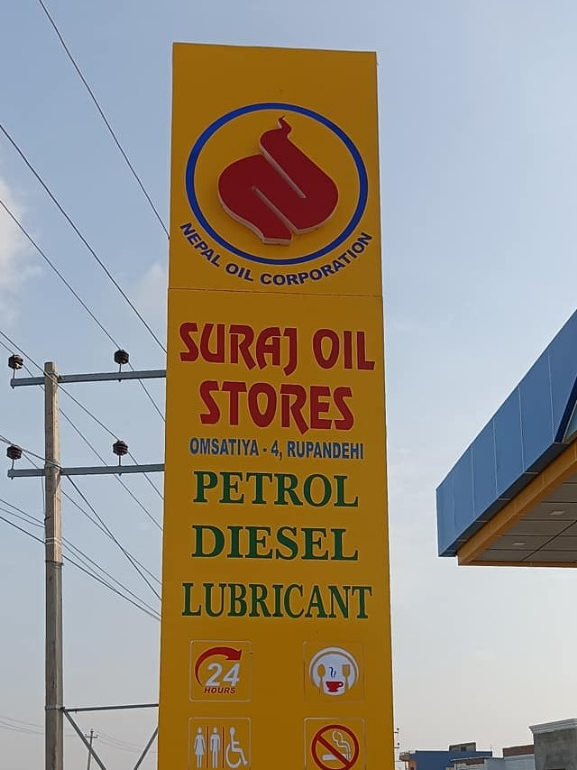 NEPAL OIL CORPORATION
SURAJ OIL
STORES
OMSATIYA - 4, RUPANDEHI
PETROL
DIESEL
LUBRICANT
24
HOURS